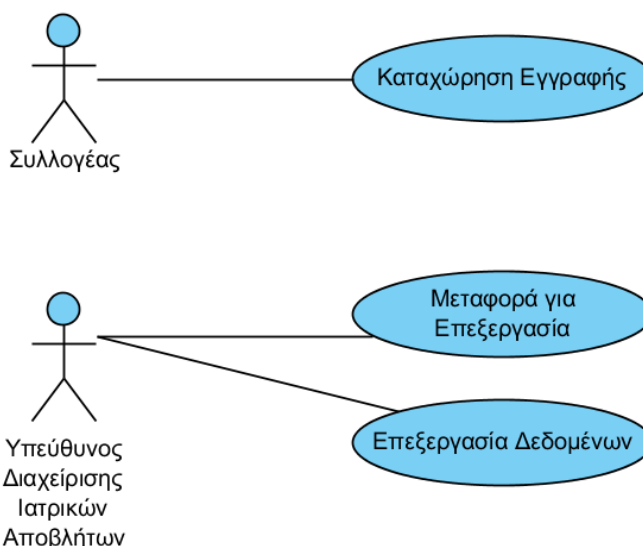 Καταχώρηση Εγγραφής
Συλλογέας
Μεταφορά για
Επεξεργασία
Επεξεργασία Δεδομένων
Υπεύθυνος
Διαχείρισης
Ιατρικών
Αποβλήτων